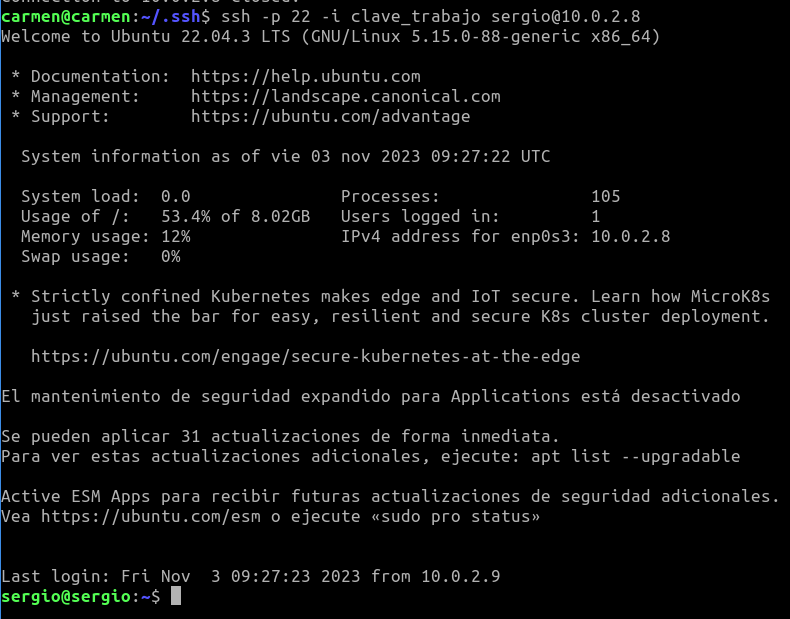 connection to 10.0.2.8 closed.
carmen@carmen:~/.ssh$ ssh -p 22 -i clave_trabajo sergio@10.0.2.8
Welcome to Ubuntu 22.04.3 LTS (GNU/Linux 5.15.0-88-generic x86_64)

 * Documentation:  https://help.ubuntu.com
 * Management:     https://landscape.canonical.com
 * Support:        https://ubuntu.com/advantage

  System information as of vie 03 nov 2023 09:27:22 UTC

  System load:  0.0               Processes:               105
  Usage of /:   53.4% of 8.02GB   Users logged in:         1
  Memory usage: 12%               IPv4 address for enp0s3: 10.0.2.8
  Swap usage:   0%

 * Strictly confined Kubernetes makes edge and IoT secure. Learn how MicroK8s
   just raised the bar for easy, resilient and secure K8s cluster deployment.

   https://ubuntu.com/engage/secure-kubernetes-at-the-edge

El mantenimiento de seguridad expandido para Applications está desactivado

Se pueden aplicar 31 actualizaciones de forma inmediata.
Para ver estas actualizaciones adicionales, ejecute: apt list --upgradable

Active ESM Apps para recibir futuras actualizaciones de seguridad adicionales.
Vea https://ubuntu.com/esm o ejecute «sudo pro status»

Last login: Fri Nov  3 09:27:23 2023 from 10.0.2.9
sergio@sergio:~$